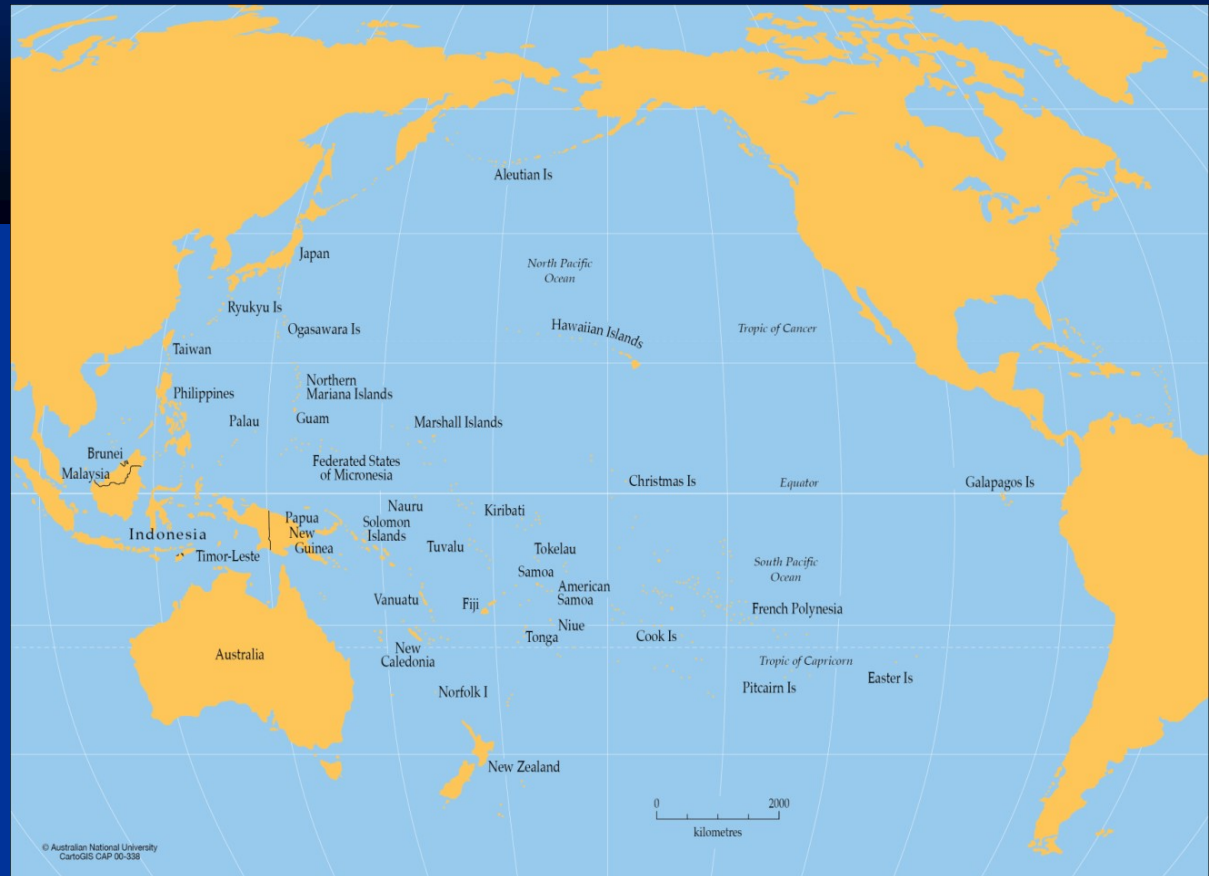 Aleutian Is
Japan
North Pacific
Ocean
Ryukyu Is
Ogasawara Is
Hawaiian Islands
Tropic of Cancer
Taiwan
Philippines
Northern
Mariana Islands
Palau
Guam
Marshall Islands
Brunei
Malaysia
Federated States
of Micronesia
Christmas Is
Equator
Galapagos Is
Nauru
Kiribati
Indonesia
Papua
New
Guinea
Solomon
Islands
Tuvalu
Tokelau
Timor-Leste
Samoa
American
Samoa
South Pacific
Ocean
Vanuatu
Fiji
French Polynesia
Niue
Tonga
Cook Is
Australia
New
Caledonia
Tropic of Capricorn
Easter Is
Norfolk I
Pitcairn Is
New Zealand
0 2000
kilometres
© Australian National University
CartoGIS CAP 00-338